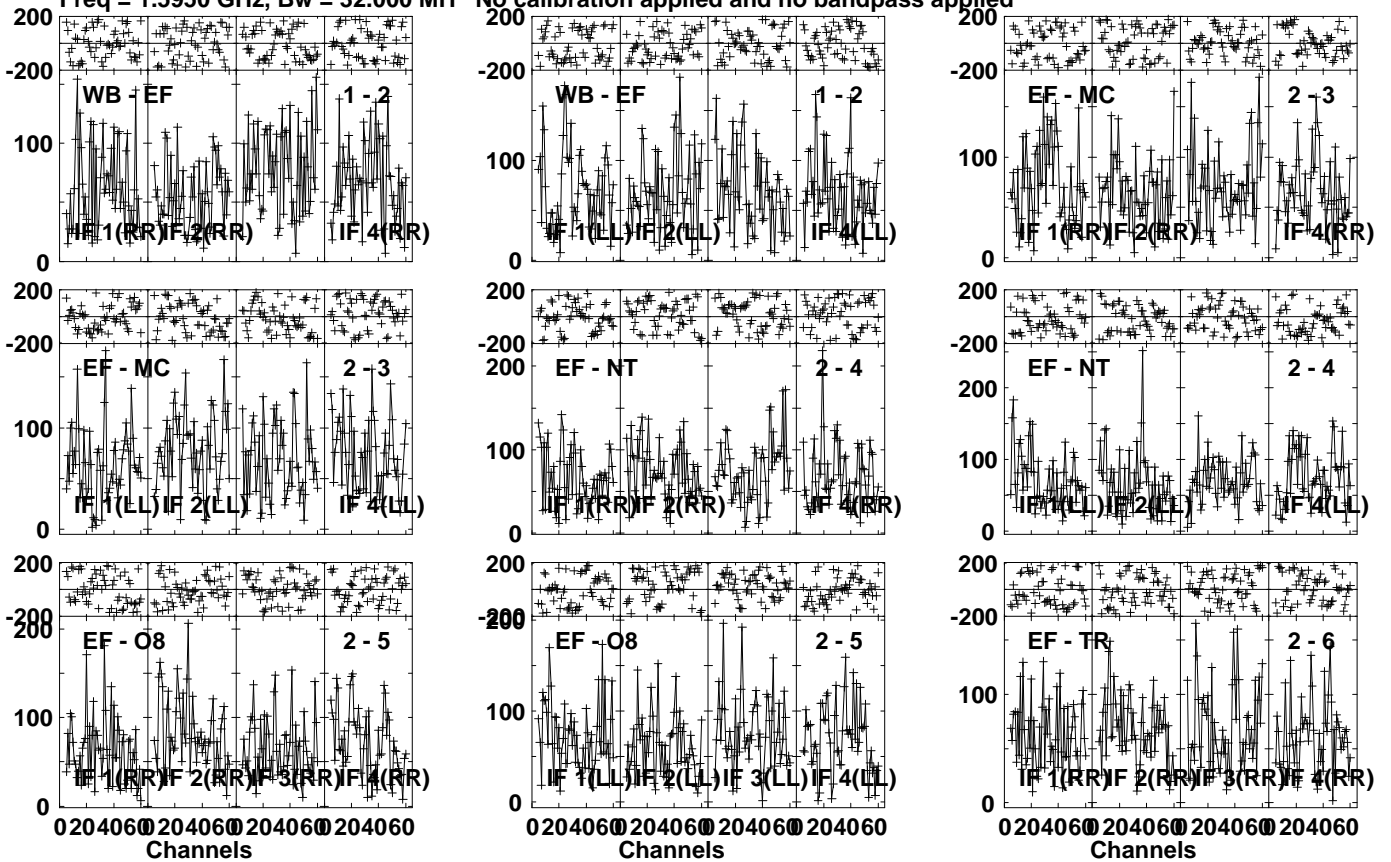 Freq = 1.5950 GHz, Bw = 32.000 MH No calibration applied and no bandpass applied
200
-200
WB - EF 1 - 2
100
IF 1(RR) IF 2(RR) IF 4(RR)
0
WB - EF 1 - 2
100
IF 1(LL) IF 2(LL) IF 4(LL)
0
200
-200
EF - MC 2 - 3
100
IF 1(RR) IF 2(RR) IF 4(RR)
0
200
-200
EF - MC 2 - 3
100
IF 1(LL) IF 2(LL) IF 4(LL)
0
200
-200
200
EF - NT 2 - 4
100
IF 1(RR) IF 2(RR) IF 4(RR)
0
200
-200
200
EF - NT 2 - 4
100
IF 1(LL) IF 2(LL) IF 4(LL)
0
200
-200
200
EF - O8 2 - 5
100
IF 1(RR) IF 2(RR) IF 3(RR) IF 4(RR)
0
0 20 40 60 0 20 40 60 0 20 40 60 0 20 40 60
Channels
200
-200
200
EF - O8 2 - 5
100
IF 1(LL) IF 2(LL) IF 3(LL) IF 4(LL)
0
0 20 40 60 0 20 40 60 0 20 40 60 0 20 40 60
Channels
200
-200
EF - TR 2 - 6
100
IF 1(RR) IF 2(RR) IF 3(RR) IF 4(RR)
0
0 20 40 60 0 20 40 60 0 20 40 60 0 20 40 60
Channels